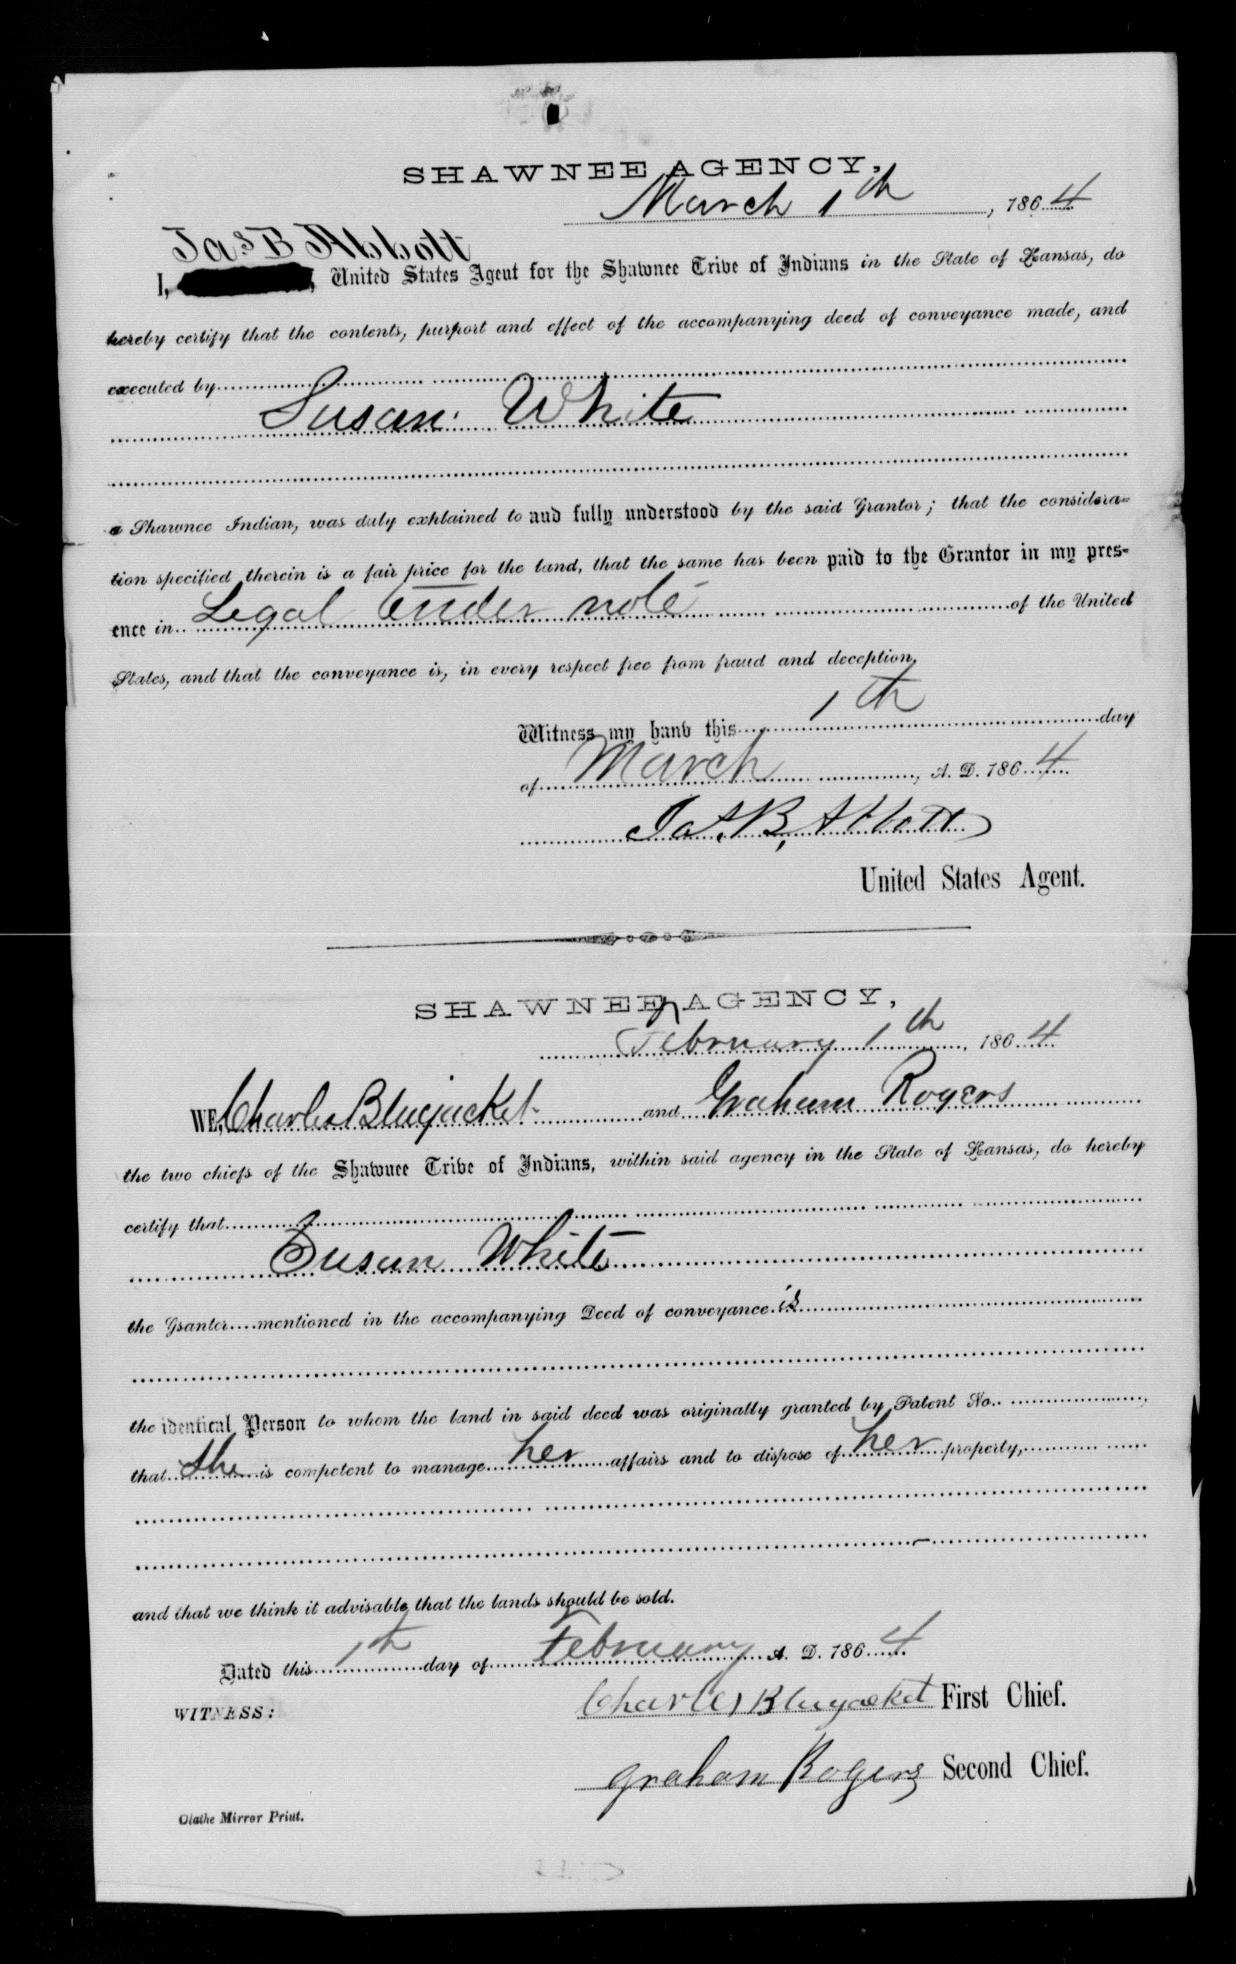 SHAWNEE AGENCY,
March 1th, 1864
Jas B Abbott
I, United States Agent for the Shawnee Tribe of Indians in the State of Kansas, do
hereby certify that the contents, purport and effect of the accompanying deed of conveyance made, and
executed by
Susan White
a Shawnee Indian, was duly explained to and fully understood by the said Grantor; that the considera-
tion specified therein is a fair price for the land, that the same has been paid to the Grantor in my pres-
ence in Legal tender note of the United
States, and that the conveyance is, in every respect free from fraud and deception.
Witness my hand this 1th day
of March, A. D. 1864
Jas. B. Abbott
United States Agent.
SHAWNEE AGENCY,
February 1th, 1864
WE, Charles Bluejacket and Graham Rogers
the two chiefs of the Shawnee Tribe of Indians, within said agency in the State of Kansas, do hereby
certify that
Susan White
the Gsantor mentioned in the accompanying Deed of conveyance is
the identical Person to whom the land in said deed was originally granted by Patent No.
that she is competent to manage her affairs and to dispose of her property,
and that we think it advisable that the lands should be sold.
Dated this 1th day of February A. D. 1864
WITNESS:
Charles Bluejacket First Chief.
Graham Rogers Second Chief.
Olathe Mirror Print.